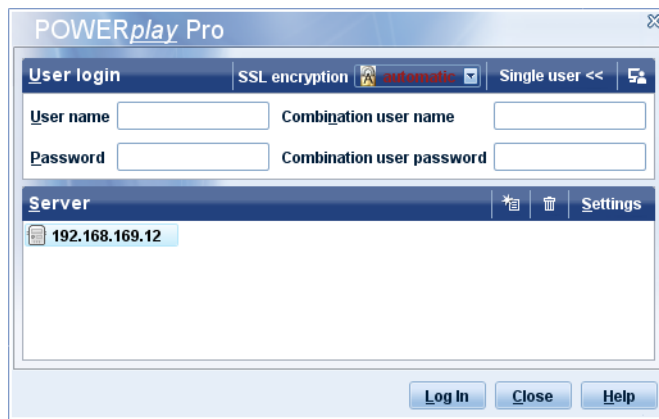 POWERplay Pro
User login SSL encryption automatic Single user <<
User name Combination user name
Password Combination user password
Server Settings
192.168.169.12
Log In Close Help